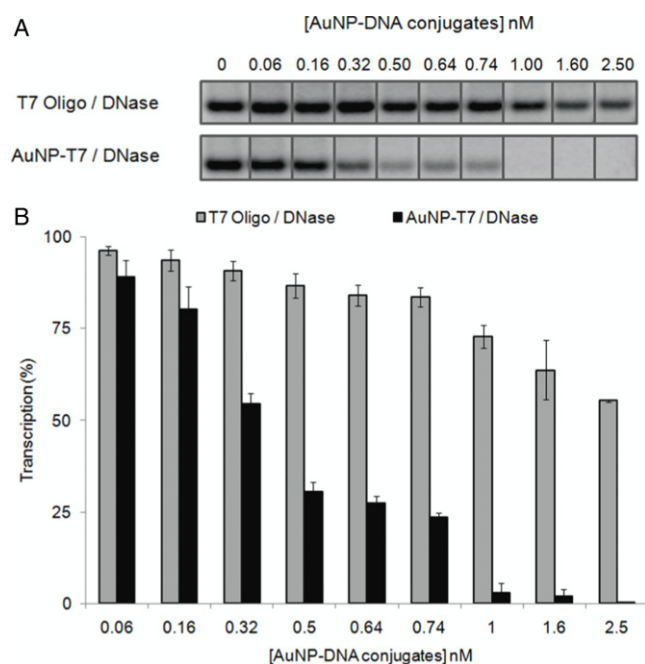 A
[AuNP-DNA conjugates] nM
0 0.06 0.16 0.32 0.50 0.64 0.74 1.00 1.60 2.50
T7 Oligo / DNase
AuNP-T7 / DNase
B
T7 Oligo / DNase AuNP-T7 / DNase
100
75
50
25
0
Transcription (%)
0.06 0.16 0.32 0.5 0.64 0.74 1 1.6 2.5
[AuNP-DNA conjugates] nM